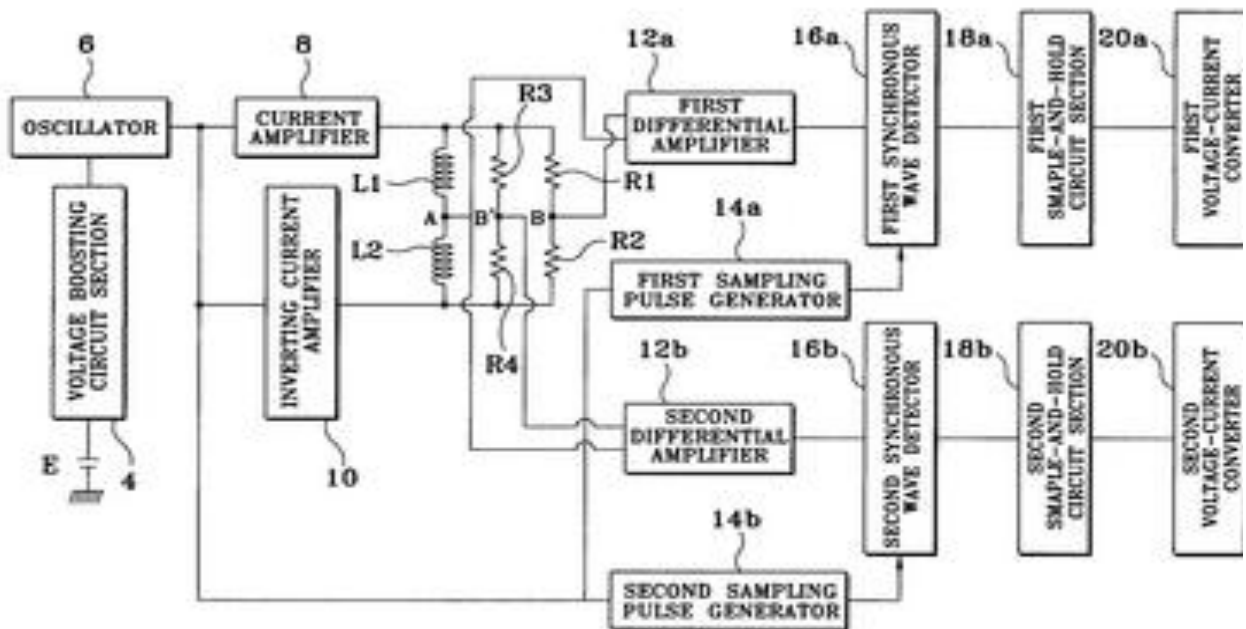 6
8
12a
16a
18a
20a
OSCILLATOR
CURRENT
AMPLIFIER
R3
FIRST
DIFFERENTIAL
AMPLIFIER
FIRST SYNCHRONOUS
WAVE DETECTOR
FIRST
SMAPLE-AND-HOLD
CIRCUIT SECTION
FIRST
VOLTAGE-CURRENT
CONVERTER
L1
R1
A
B'
B
14a
VOLTAGE BOOSTING
CIRCUIT SECTION
INVERTING CURRENT
AMPLIFIER
L2
R2
FIRST SAMPLING
PULSE GENERATOR
R4
12b
16b
18b
20b
SECOND
DIFFERENTIAL
AMPLIFIER
SECOND SYNCHRONOUS
WAVE DETECTOR
SECOND
SMAPLE-AND-HOLD
CIRCUIT SECTION
SECOND
VOLTAGE-CURRENT
CONVERTER
4
10
14b
SECOND SAMPLING
PULSE GENERATOR